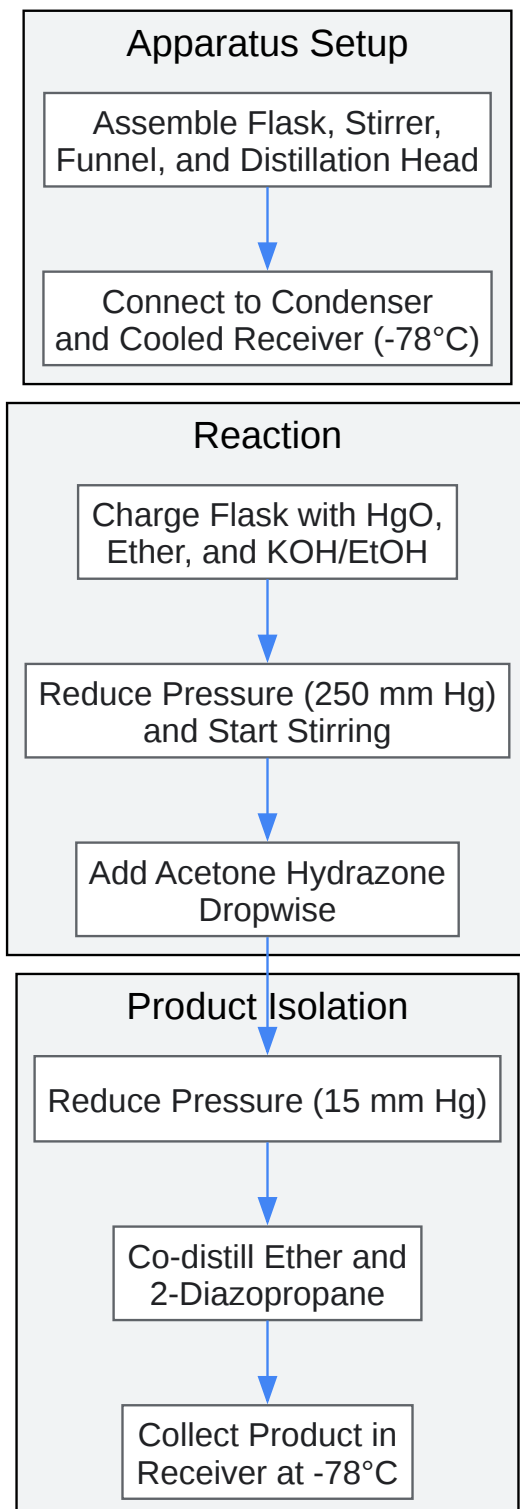 Apparatus Setup
Assemble Flask, Stirrer,
Funnel, and Distillation Head
Connect to Condenser
and Cooled Receiver (-78°C)
Reaction
Charge Flask with HgO,
Ether, and KOH/EtOH
Reduce Pressure (250 mm Hg)
and Start Stirring
Add Acetone Hydrazone
Dropwise
Product Isolation
Reduce Pressure (15 mm Hg)
Co-distill Ether and
2-Diazopropane
Collect Product in
Receiver at -78°C